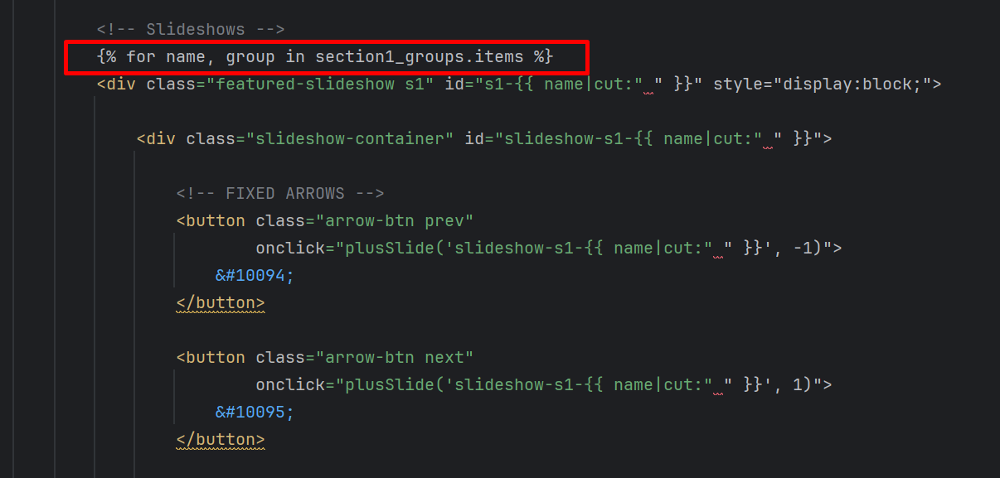 <!-- Slideshows -->
{% for name, group in section1_groups.items %}
<div class="featured-slideshow s1" id="s1-{{ name|cut:" " }}" style="display:block;">
<div class="slideshow-container" id="slideshow-s1-{{ name|cut:" " }}">
<!-- FIXED ARROWS -->
<button class="arrow-btn prev"
onclick="plusSlide('slideshow-s1-{{ name|cut:" " }}', -1)">
&#10094;
</button>
<button class="arrow-btn next"
onclick="plusSlide('slideshow-s1-{{ name|cut:" " }}', 1)">
&#10095;
</button>